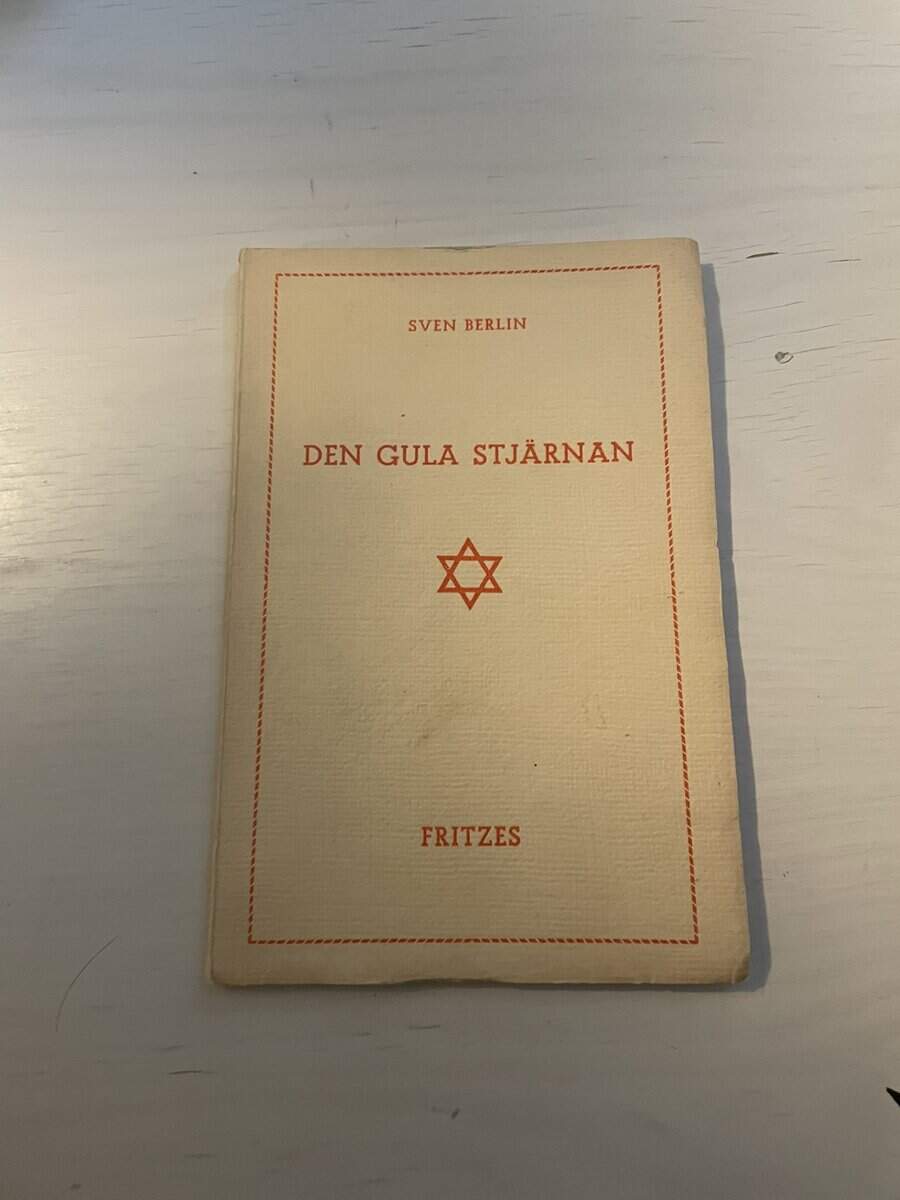 SVEN BERLIN
DEN GULA STJÄRNAN
FRITZES